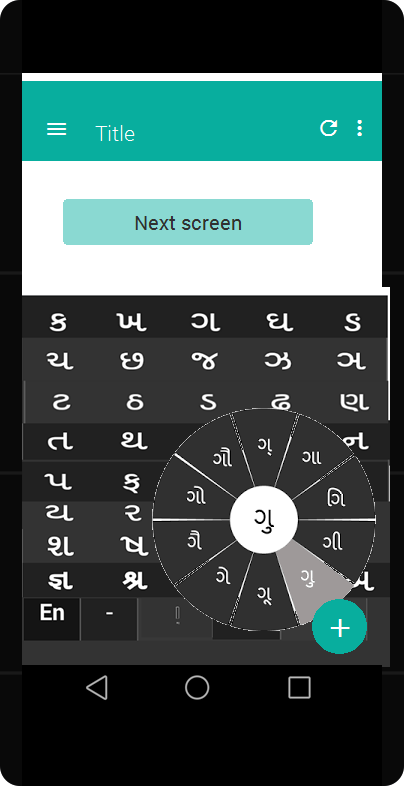 Title
Next screen
ક ખ ગ ઘ ઙ
ચ છ જ ઝ ઞ
ટ ઠ ડ ઢ ણ
ત થ ન
પ ફ
ય ર
શ ષ
જ્ઞ શ્ર
ગૌ ગ્ ગા
ગો ગુ ગિ
ગૈ ગી
ગે ગૂ ગુ
En - !
+